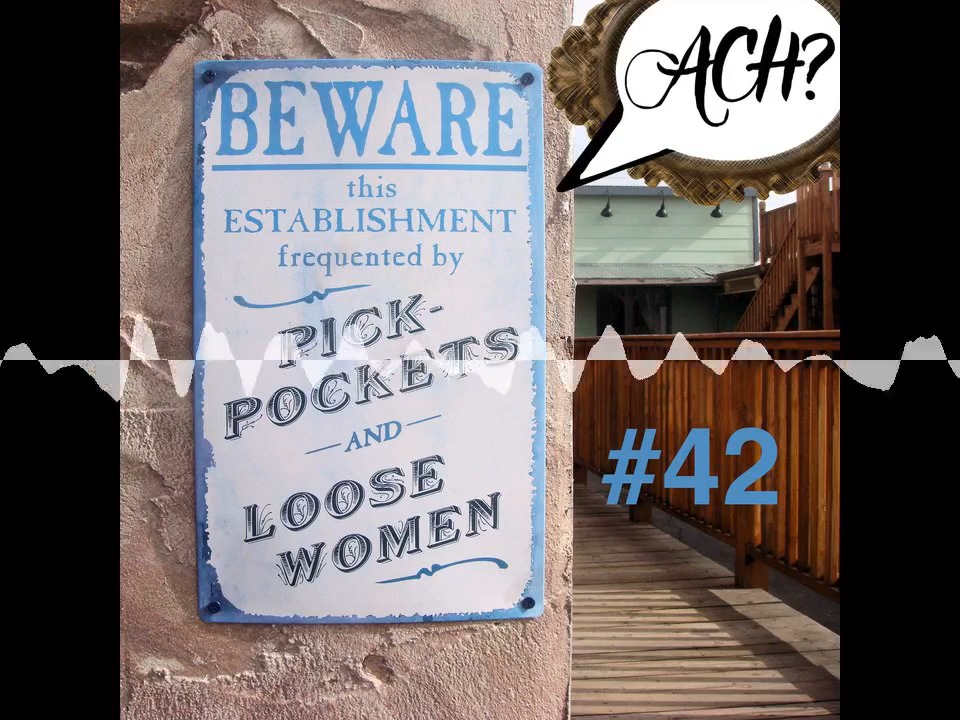 ACH?
BEWARE
this
ESTABLISHMENT
frequented by
PICK-
POCKETS
AND
LOOSE
WOMEN
#42